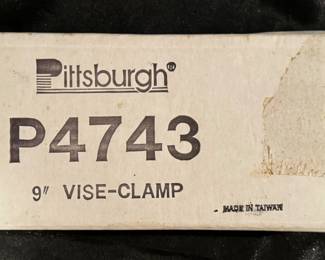 Pittsburgh®
P4743
9" VISE-CLAMP
MADE IN TAIWAN